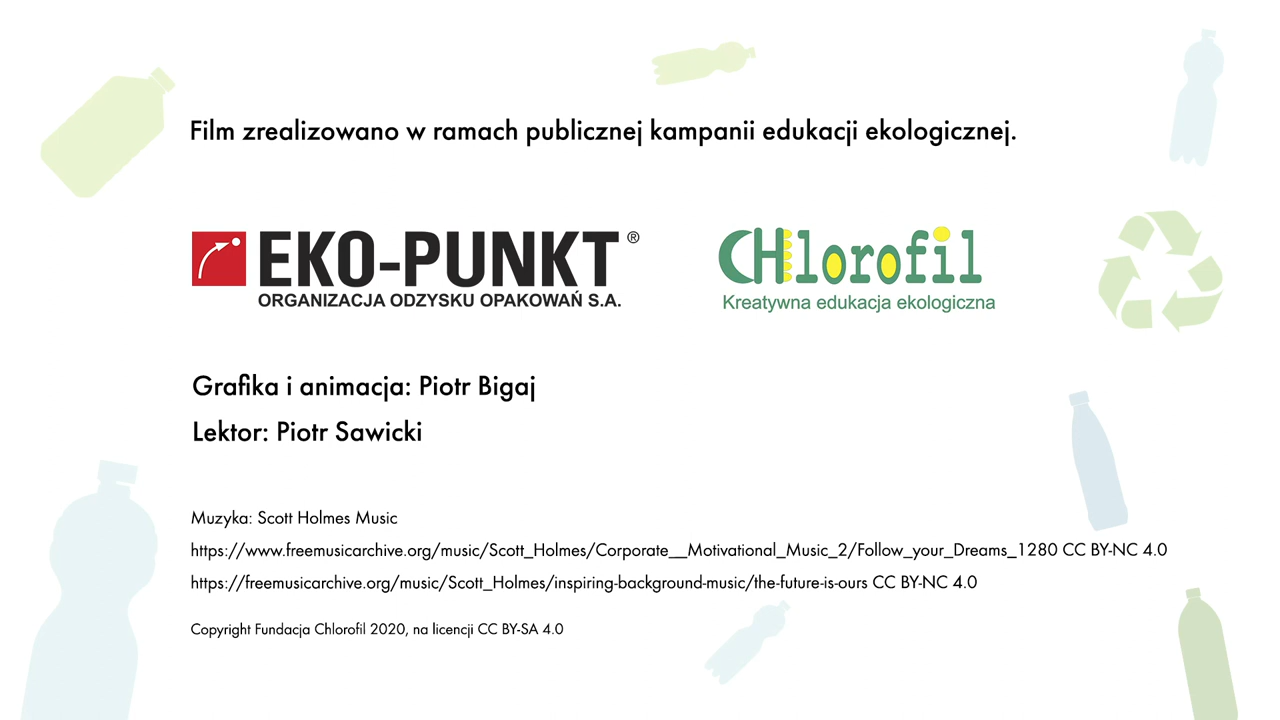 Film zrealizowano w ramach publicznej kampanii edukacji ekologicznej.
EKO-PUNKT ®
ORGANIZACJA ODZYSKU OPAKOWAŃ S.A.
CHlorofil
Kreatywna edukacja ekologiczna
Grafika i animacja: Piotr Bigaj
Lektor: Piotr Sawicki
Muzyka: Scott Holmes Music
https://www.freemusicarchive.org/music/Scott_Holmes/Corporate__Motivational_Music_2/Follow_your_Dreams_1280 CC BY-NC 4.0
https://freemusicarchive.org/music/Scott_Holmes/inspiring-background-music/the-future-is-ours CC BY-NC 4.0
Copyright Fundacja Chlorofil 2020, na licencji CC BY-SA 4.0